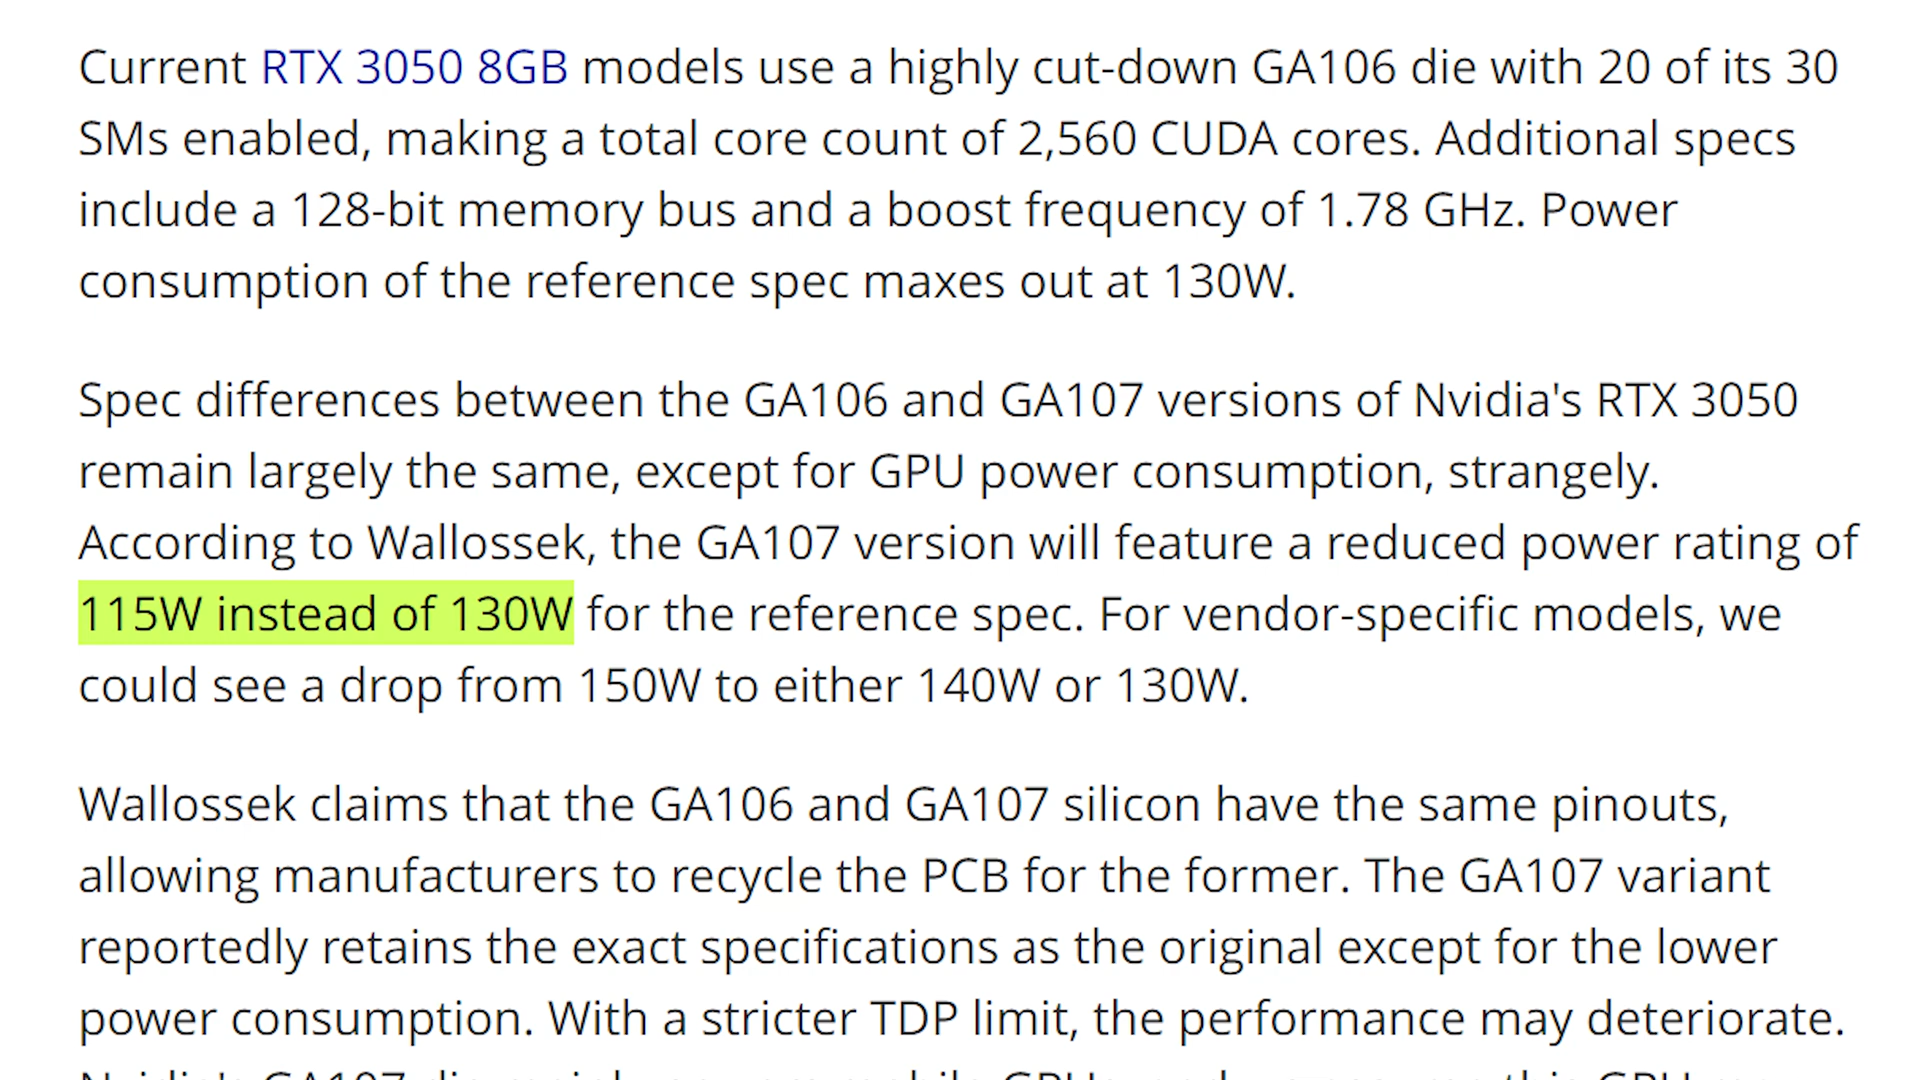 Current RTX 3050 8GB models use a highly cut-down GA106 die with 20 of its 30
SMs enabled, making a total core count of 2,560 CUDA cores. Additional specs
include a 128-bit memory bus and a boost frequency of 1.78 GHz. Power
consumption of the reference spec maxes out at 130W.
Spec differences between the GA106 and GA107 versions of Nvidia's RTX 3050
remain largely the same, except for GPU power consumption, strangely.
According to Wallossek, the GA107 version will feature a reduced power rating of
115W instead of 130W for the reference spec. For vendor-specific models, we
could see a drop from 150W to either 140W or 130W.
Wallossek claims that the GA106 and GA107 silicon have the same pinouts,
allowing manufacturers to recycle the PCB for the former. The GA107 variant
reportedly retains the exact specifications as the original except for the lower
power consumption. With a stricter TDP limit, the performance may deteriorate.